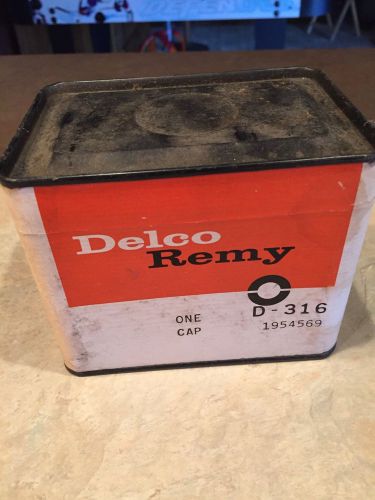 Delco
Remy
ONE
CAP
D-316
1954569